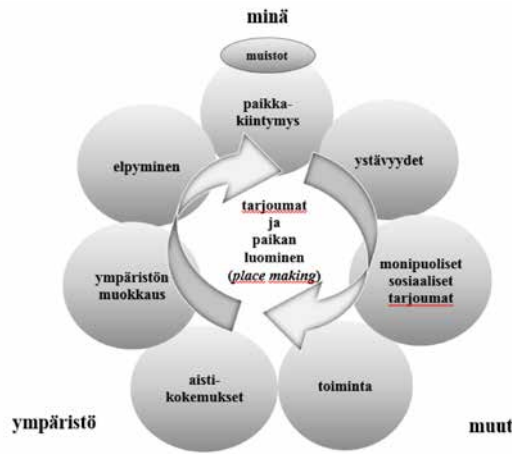 minä
muistot
paikka-
kiintymys
elpyminen
ystävyydet
tarjoumat
ja
paikan
luominen
(place making)
ympäristön
muokkaus
monipuoliset
sosiaaliset
tarjoumat
aisti-
kokemukset
toiminta
ympäristö
muut